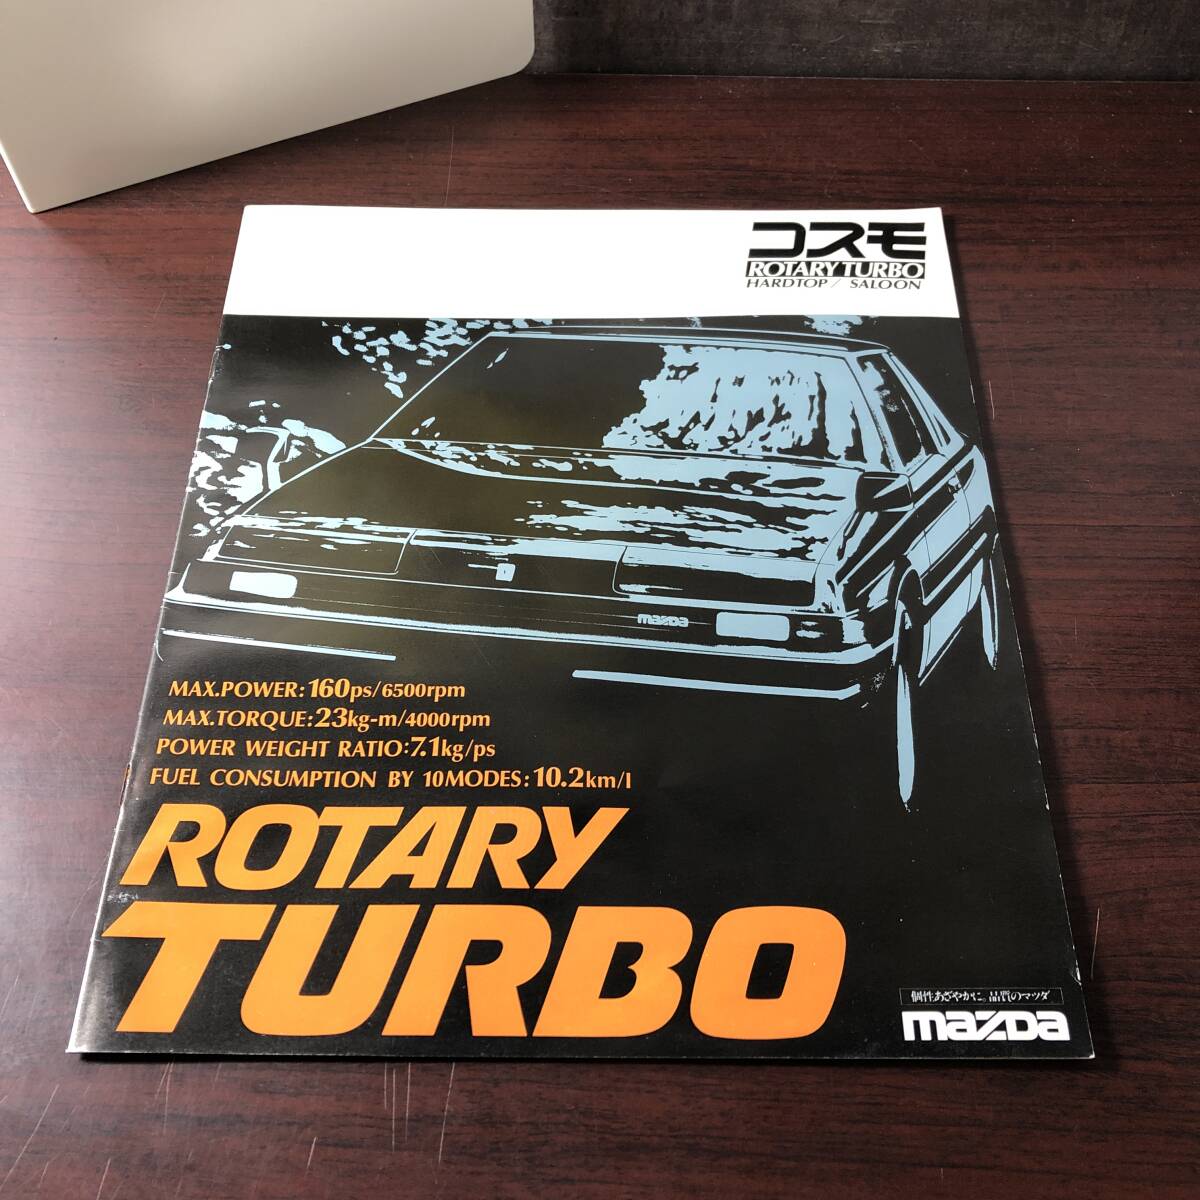 コスモ
ROTARY TURBO
HARDTOP / SALOON
mazDa
MAX.POWER:160ps/6500rpm
MAX.TORQUE:23kg-m/4000rpm
POWER WEIGHT RATIO:7.1kg/ps
FUEL CONSUMPTION BY 10MODES:10.2km/l
ROTARY
TURBO
個性あざやかに。品質のマツダ
mazDa